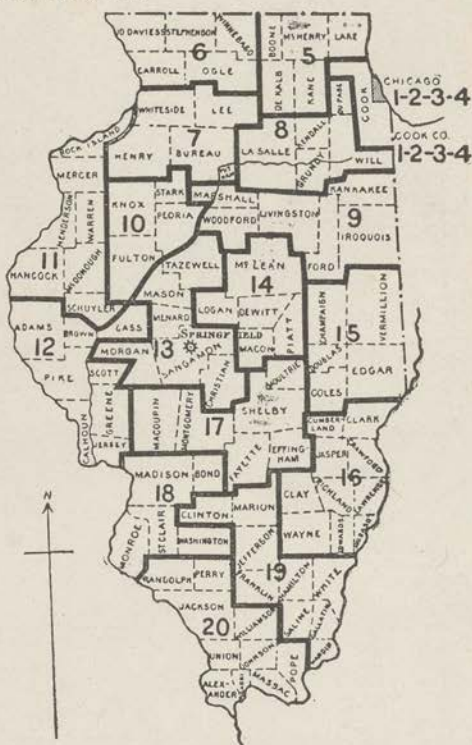 JO DAVIESS STEPHENSON WINNEBAGO
BOONE McHENRY LAKE
6 5
CARROLL OGLE
DE KALB KANE DU PAGE COOK
CHICAGO
1-2-3-4
COOK CO.
1-2-3-4
WHITESIDE LEE
7 8
KENDALL
ROCK ISLAND HENRY BUREAU LA SALLE GRUNDY WILL
MERCER
STARK MARSHALL KANKAKEE
HENDERSON WARREN KNOX PEORIA WOODFORD LIVINGSTON
10 9
IROQUOIS
11
HANCOCK McDONOUGH FULTON TAZEWELL McLEAN FORD
MASON 14
SCHUYLER MENARD LOGAN DEWITT
ADAMS BROWN CASS PIATT CHAMPAIGN VERMILLION
12 SPRINGFIELD
MORGAN 13 SANGAMON MACON 15
PIKE SCOTT CHRISTIAN MOULTRIE DOUGLAS EDGAR
COLES
CALHOUN GREENE MACOUPIN MONTGOMERY SHELBY
17 CUMBERLAND CLARK
JERSEY FAYETTE EFFINGHAM JASPER CRAWFORD
MADISON BOND 16
18 CLAY RICHLAND LAWRENCE
CLINTON MARION
MONROE ST.CLAIR WASHINGTON WAYNE EDWARDS WABASH
JEFFERSON
19
RANDOLPH PERRY FRANKLIN HAMILTON WHITE
JACKSON
20 WILLIAMSON SALINE GALLATIN
UNION JOHNSON POPE HARDIN
ALEXANDER MASSAC
N